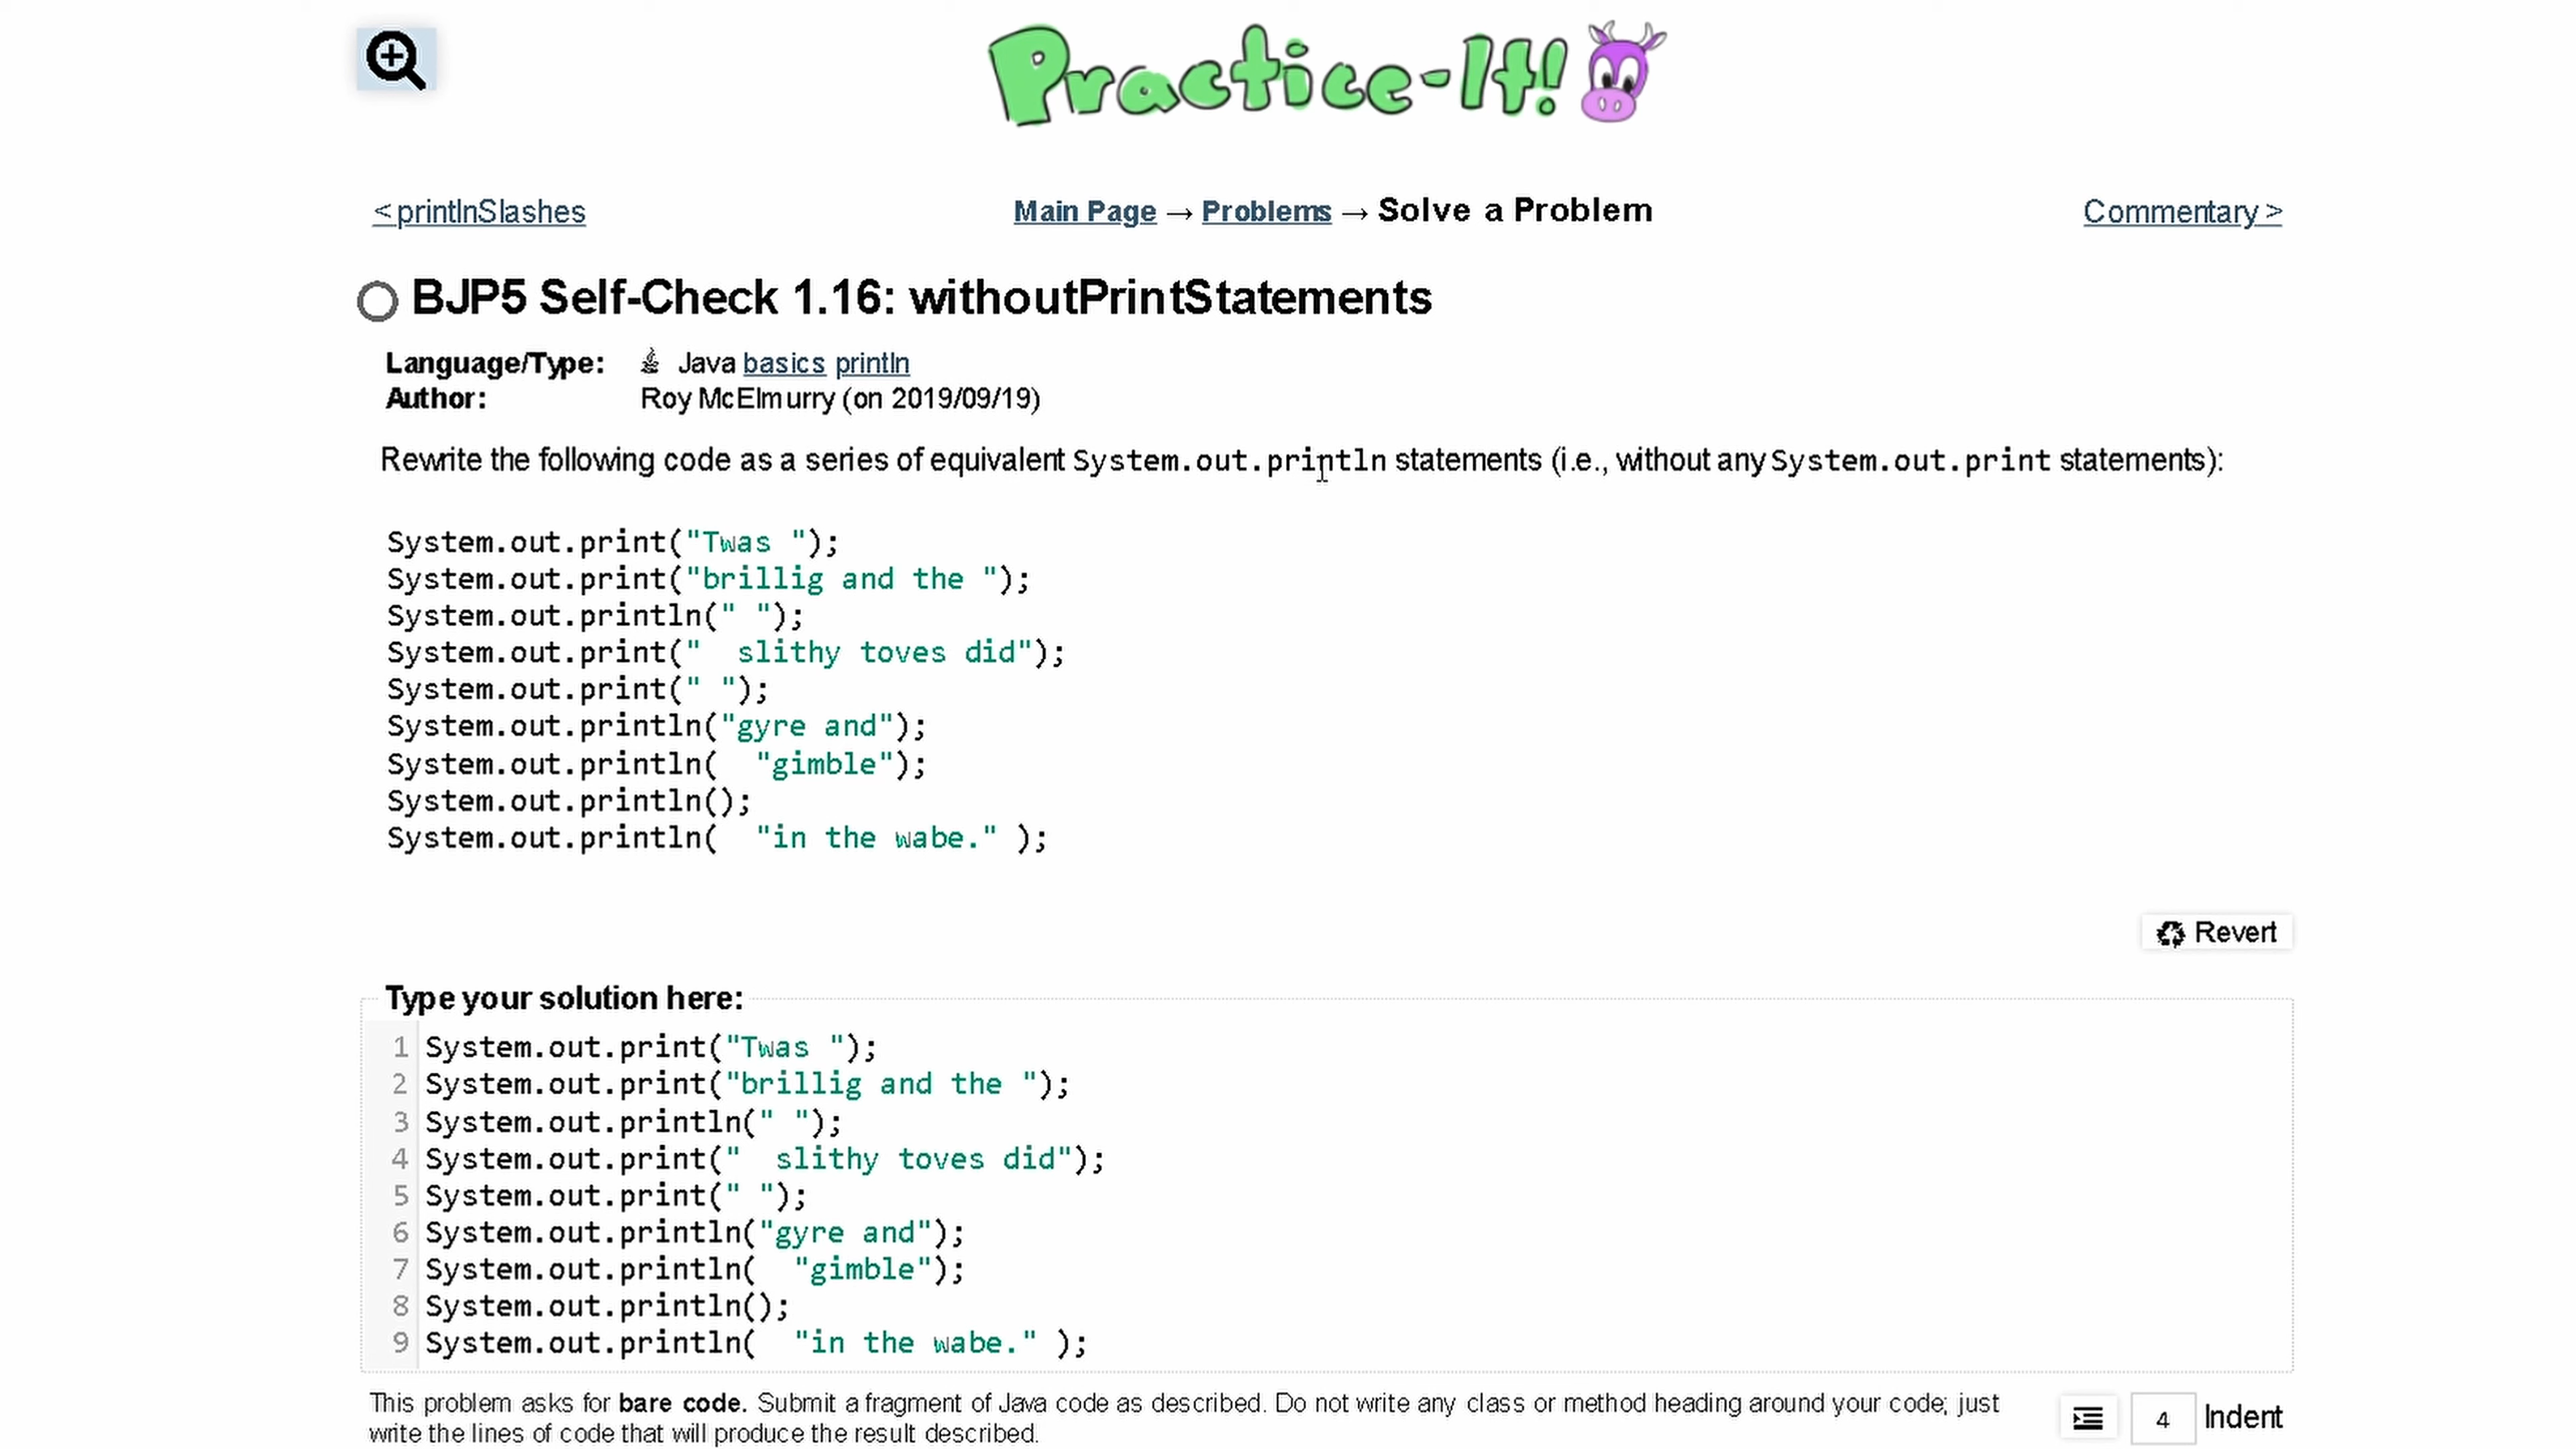 Practice-It!
< printlnSlashes
Main Page → Problems → Solve a Problem
Commentary >
BJP5 Self-Check 1.16: withoutPrintStatements
Language/Type: Java basics println
Author: Roy McElmurry (on 2019/09/19)
Rewrite the following code as a series of equivalent System.out.println statements (i.e., without any System.out.print statements):
System.out.print("Twas ");
System.out.print("brillig and the ");
System.out.println(" ");
System.out.print("  slithy toves did");
System.out.print(" ");
System.out.println("gyre and");
System.out.println(  "gimble");
System.out.println();
System.out.println(  "in the wabe." );
Revert
Type your solution here:
1 System.out.print("Twas ");
2 System.out.print("brillig and the ");
3 System.out.println(" ");
4 System.out.print("  slithy toves did");
5 System.out.print(" ");
6 System.out.println("gyre and");
7 System.out.println(  "gimble");
8 System.out.println();
9 System.out.println(  "in the wabe." );
This problem asks for bare code. Submit a fragment of Java code as described. Do not write any class or method heading around your code; just
write the lines of code that will produce the result described.
4 Indent